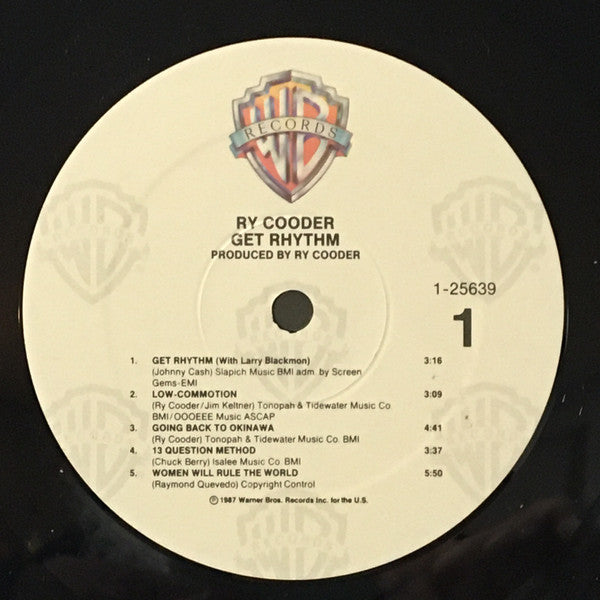 WB
RECORDS
RY COODER
GET RHYTHM
PRODUCED BY RY COODER
1-25639
1
1. GET RHYTHM (With Larry Blackmon) 3:16
(Johnny Cash) Slapich Music BMI adm. by Screen
Gems-EMI
2. LOW-COMMOTION 3:09
(Ry Cooder/Jim Keltner) Tonopah & Tidewater Music Co.
BMI/OOOEEE Music ASCAP
3. GOING BACK TO OKINAWA 4:41
(Ry Cooder) Tonopah & Tidewater Music Co. BMI
4. 13 QUESTION METHOD 3:37
(Chuck Berry) Isalee Music Co. BMI
5. WOMEN WILL RULE THE WORLD 5:50
(Raymond Quevedo) Copyright Control
℗1987 Warner Bros. Records Inc. for the U.S.